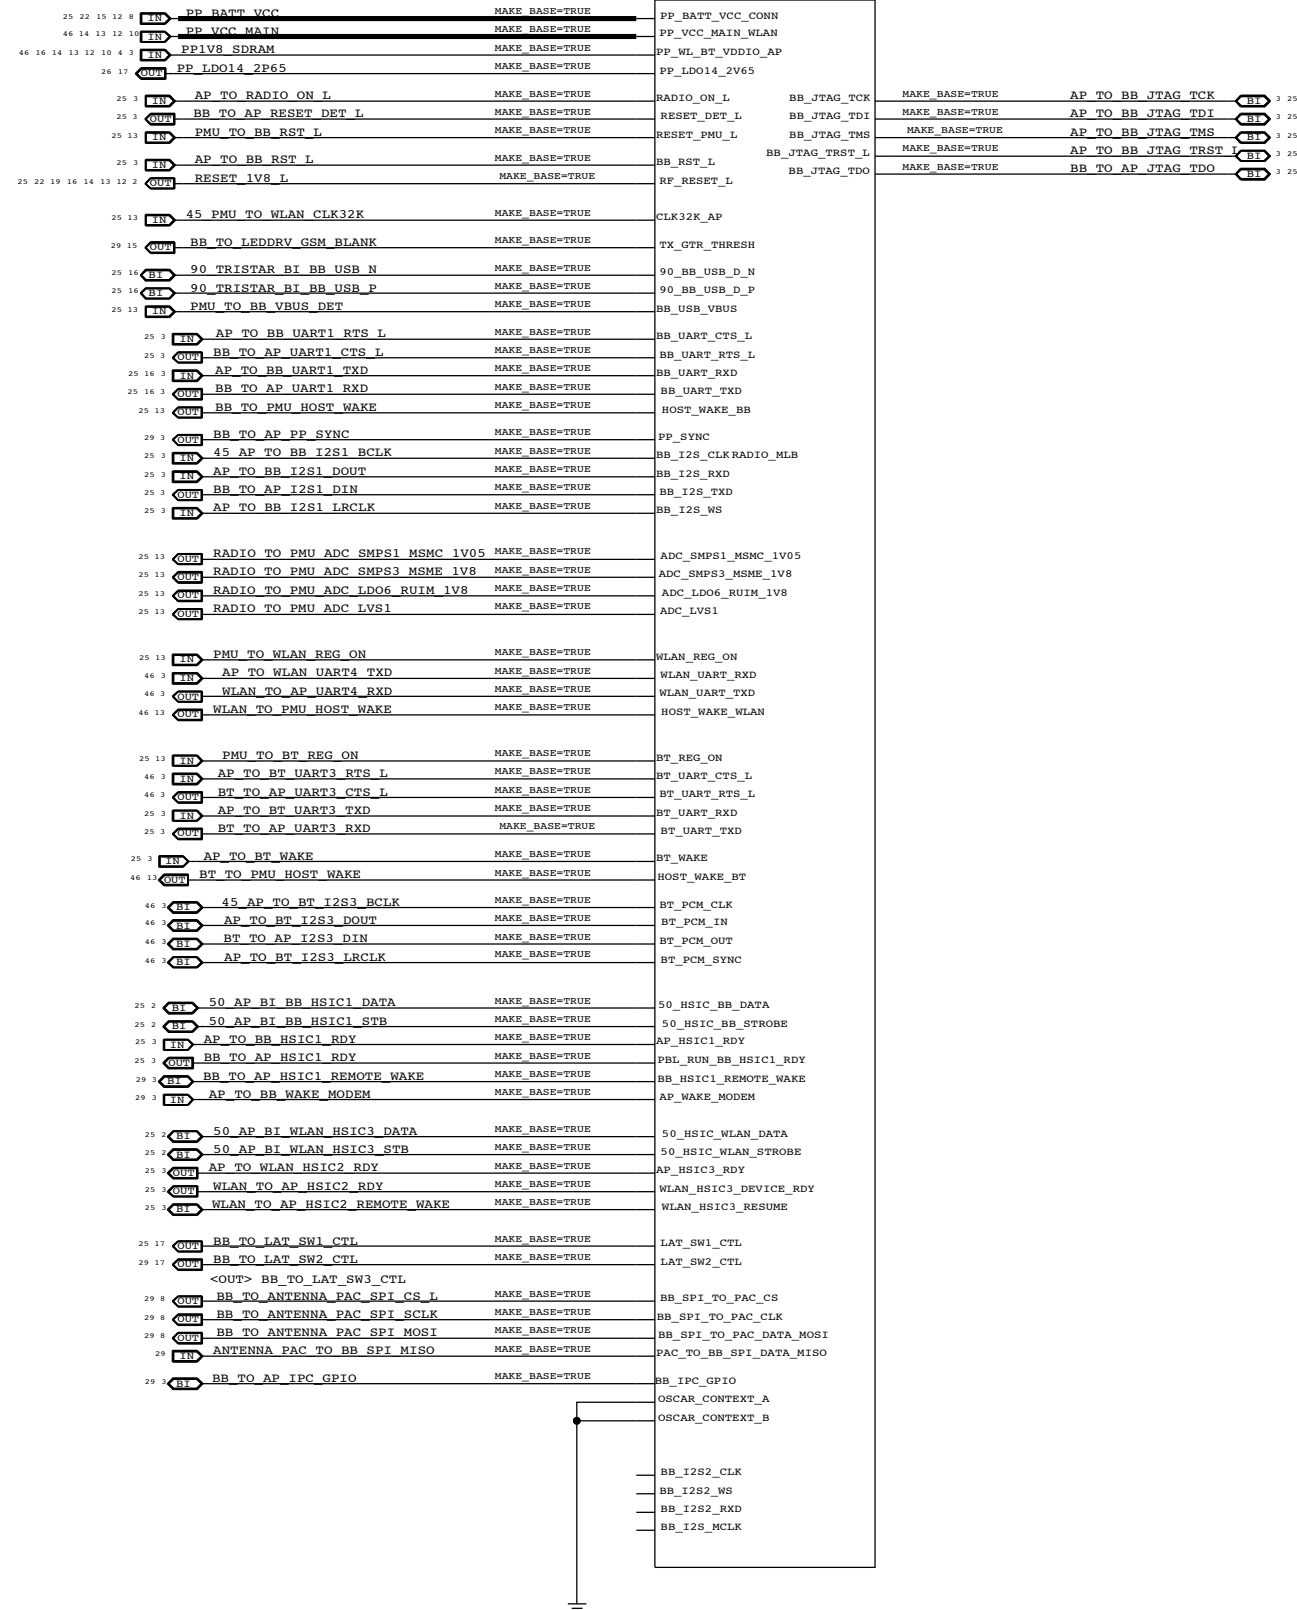 25 22 15 12 8 IN PP_BATT_VCC MAKE_BASE=TRUE PP_BATT_VCC_CONN
46 14 13 12 10 IN PP_VCC_MAIN MAKE_BASE=TRUE PP_VCC_MAIN_WLAN
46 16 14 13 12 10 4 3 IN PP1V8_SDRAM MAKE_BASE=TRUE PP_WL_BT_VDDIO_AP
26 17 OUT PP_LDO14_2P65 MAKE_BASE=TRUE PP_LDO14_2V65
25 3 IN AP_TO_RADIO_ON_L MAKE_BASE=TRUE RADIO_ON_L BB_JTAG_TCK MAKE_BASE=TRUE AP_TO_BB_JTAG_TCK BI 3 25
25 3 OUT BB_TO_AP_RESET_DET_L MAKE_BASE=TRUE RESET_DET_L BB_JTAG_TDI MAKE_BASE=TRUE AP_TO_BB_JTAG_TDI BI 3 25
25 13 IN PMU_TO_BB_RST_L MAKE_BASE=TRUE RESET_PMU_L BB_JTAG_TMS MAKE_BASE=TRUE AP_TO_BB_JTAG_TMS BI 3 25
BB_JTAG_TRST_L MAKE_BASE=TRUE AP_TO_BB_JTAG_TRST_L BI 3 25
25 3 IN AP_TO_BB_RST_L MAKE_BASE=TRUE BB_RST_L BB_JTAG_TDO MAKE_BASE=TRUE BB_TO_AP_JTAG_TDO BI 3 25
25 22 19 16 14 13 12 2 OUT RESET_1V8_L MAKE_BASE=TRUE RF_RESET_L
25 13 IN 45_PMU_TO_WLAN_CLK32K MAKE_BASE=TRUE CLK32K_AP
29 15 OUT BB_TO_LEDDRV_GSM_BLANK MAKE_BASE=TRUE TX_GTR_THRESH
25 16 BI 90_TRISTAR_BI_BB_USB_N MAKE_BASE=TRUE 90_BB_USB_D_N
25 16 BI 90_TRISTAR_BI_BB_USB_P MAKE_BASE=TRUE 90_BB_USB_D_P
25 13 IN PMU_TO_BB_VBUS_DET MAKE_BASE=TRUE BB_USB_VBUS
25 3 IN AP_TO_BB_UART1_RTS_L MAKE_BASE=TRUE BB_UART_CTS_L
25 3 OUT BB_TO_AP_UART1_CTS_L MAKE_BASE=TRUE BB_UART_RTS_L
25 16 3 IN AP_TO_BB_UART1_TXD MAKE_BASE=TRUE BB_UART_RXD
25 16 3 OUT BB_TO_AP_UART1_RXD MAKE_BASE=TRUE BB_UART_TXD
25 13 OUT BB_TO_PMU_HOST_WAKE MAKE_BASE=TRUE HOST_WAKE_BB
29 3 OUT BB_TO_AP_PP_SYNC MAKE_BASE=TRUE PP_SYNC
25 3 IN 45_AP_TO_BB_I2S1_BCLK MAKE_BASE=TRUE BB_I2S_CLK RADIO_MLB
25 3 IN AP_TO_BB_I2S1_DOUT MAKE_BASE=TRUE BB_I2S_RXD
25 3 OUT BB_TO_AP_I2S1_DIN MAKE_BASE=TRUE BB_I2S_TXD
25 3 IN AP_TO_BB_I2S1_LRCLK MAKE_BASE=TRUE BB_I2S_WS
25 13 OUT RADIO_TO_PMU_ADC_SMPS1_MSMC_1V05 MAKE_BASE=TRUE ADC_SMPS1_MSMC_1V05
25 13 OUT RADIO_TO_PMU_ADC_SMPS3_MSME_1V8 MAKE_BASE=TRUE ADC_SMPS3_MSME_1V8
25 13 OUT RADIO_TO_PMU_ADC_LDO6_RUIM_1V8 MAKE_BASE=TRUE ADC_LDO6_RUIM_1V8
25 13 OUT RADIO_TO_PMU_ADC_LVS1 MAKE_BASE=TRUE ADC_LVS1
25 13 IN PMU_TO_WLAN_REG_ON MAKE_BASE=TRUE WLAN_REG_ON
46 3 IN AP_TO_WLAN_UART4_TXD MAKE_BASE=TRUE WLAN_UART_RXD
46 3 OUT WLAN_TO_AP_UART4_RXD MAKE_BASE=TRUE WLAN_UART_TXD
46 13 OUT WLAN_TO_PMU_HOST_WAKE MAKE_BASE=TRUE HOST_WAKE_WLAN
25 13 IN PMU_TO_BT_REG_ON MAKE_BASE=TRUE BT_REG_ON
46 3 IN AP_TO_BT_UART3_RTS_L MAKE_BASE=TRUE BT_UART_CTS_L
46 3 OUT BT_TO_AP_UART3_CTS_L MAKE_BASE=TRUE BT_UART_RTS_L
25 3 IN AP_TO_BT_UART3_TXD MAKE_BASE=TRUE BT_UART_RXD
25 3 OUT BT_TO_AP_UART3_RXD MAKE_BASE=TRUE BT_UART_TXD
25 3 IN AP_TO_BT_WAKE MAKE_BASE=TRUE BT_WAKE
46 13 OUT BT_TO_PMU_HOST_WAKE MAKE_BASE=TRUE HOST_WAKE_BT
46 3 BI 45_AP_TO_BT_I2S3_BCLK MAKE_BASE=TRUE BT_PCM_CLK
46 3 BI AP_TO_BT_I2S3_DOUT MAKE_BASE=TRUE BT_PCM_IN
46 3 BI BT_TO_AP_I2S3_DIN MAKE_BASE=TRUE BT_PCM_OUT
46 3 BI AP_TO_BT_I2S3_LRCLK MAKE_BASE=TRUE BT_PCM_SYNC
25 2 BI 50_AP_BI_BB_HSIC1_DATA MAKE_BASE=TRUE 50_HSIC_BB_DATA
25 2 BI 50_AP_BI_BB_HSIC1_STB MAKE_BASE=TRUE 50_HSIC_BB_STROBE
25 3 IN AP_TO_BB_HSIC1_RDY MAKE_BASE=TRUE AP_HSIC1_RDY
25 3 OUT BB_TO_AP_HSIC1_RDY MAKE_BASE=TRUE PBL_RUN_BB_HSIC1_RDY
29 3 BI BB_TO_AP_HSIC1_REMOTE_WAKE MAKE_BASE=TRUE BB_HSIC1_REMOTE_WAKE
29 3 IN AP_TO_BB_WAKE_MODEM MAKE_BASE=TRUE AP_WAKE_MODEM
25 2 BI 50_AP_BI_WLAN_HSIC3_DATA MAKE_BASE=TRUE 50_HSIC_WLAN_DATA
25 2 BI 50_AP_BI_WLAN_HSIC3_STB MAKE_BASE=TRUE 50_HSIC_WLAN_STROBE
25 3 OUT AP_TO_WLAN_HSIC2_RDY MAKE_BASE=TRUE AP_HSIC3_RDY
25 3 OUT WLAN_TO_AP_HSIC2_RDY MAKE_BASE=TRUE WLAN_HSIC3_DEVICE_RDY
25 3 BI WLAN_TO_AP_HSIC2_REMOTE_WAKE MAKE_BASE=TRUE WLAN_HSIC3_RESUME
25 17 OUT BB_TO_LAT_SW1_CTL MAKE_BASE=TRUE LAT_SW1_CTL
29 17 OUT BB_TO_LAT_SW2_CTL MAKE_BASE=TRUE LAT_SW2_CTL
<OUT> BB_TO_LAT_SW3_CTL
29 8 OUT BB_TO_ANTENNA_PAC_SPI_CS_L MAKE_BASE=TRUE BB_SPI_TO_PAC_CS
29 8 OUT BB_TO_ANTENNA_PAC_SPI_SCLK MAKE_BASE=TRUE BB_SPI_TO_PAC_CLK
29 8 OUT BB_TO_ANTENNA_PAC_SPI_MOSI MAKE_BASE=TRUE BB_SPI_TO_PAC_DATA_MOSI
29 IN ANTENNA_PAC_TO_BB_SPI_MISO MAKE_BASE=TRUE PAC_TO_BB_SPI_DATA_MISO
29 3 BI BB_TO_AP_IPC_GPIO MAKE_BASE=TRUE BB_IPC_GPIO
OSCAR_CONTEXT_A
OSCAR_CONTEXT_B
BB_I2S2_CLK
BB_I2S2_WS
BB_I2S2_RXD
BB_I2S_MCLK